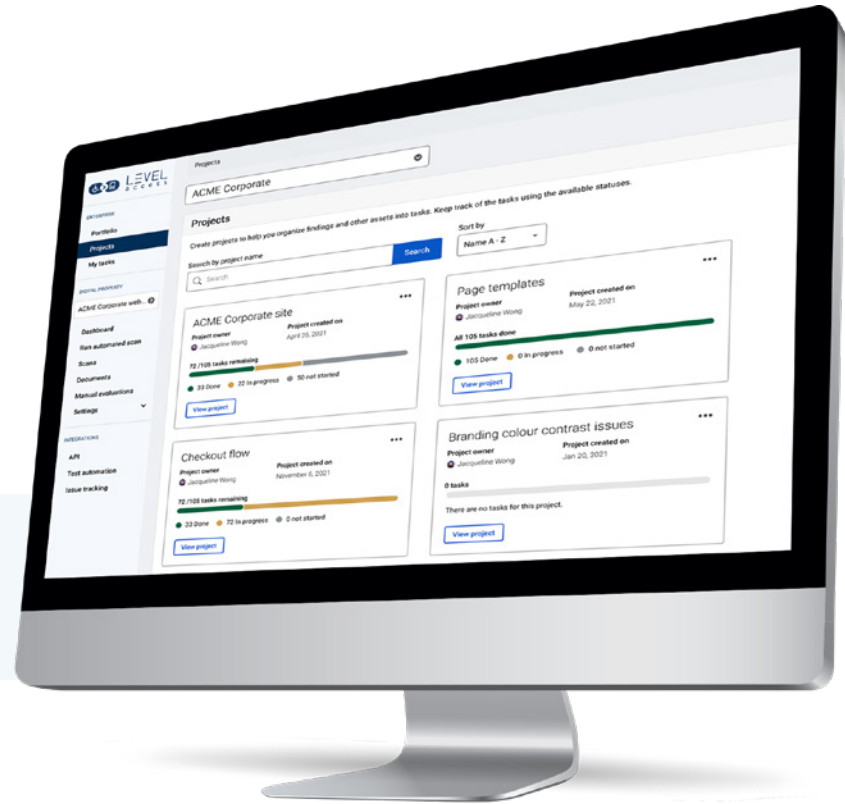 LEVEL
access
ENTERPRISE
Portfolio
Projects
My tasks
DIGITAL PROPERTY
ACME Corporate web...
Dashboard
Run automated scan
Scans
Documents
Manual evaluations
Settings
INTEGRATIONS
API
Test automation
Issue tracking
Projects
ACME Corporate
Projects
Create projects to help you organize findings and other assets into tasks. Keep track of the tasks using the available statuses.
Search by project name
Search
Search
Sort by
Name A - Z
ACME Corporate site
Project owner
Jacqueline Wong
Project created on
April 25, 2021
72 /105 tasks remaining
33 Done 22 In progress 50 not started
View project
Page templates
Project owner
Jacqueline Wong
Project created on
May 22, 2021
All 105 tasks done
105 Done 0 In progress 0 not started
View project
Checkout flow
Project owner
Jacqueline Wong
Project created on
November 6, 2021
72 /105 tasks remaining
33 Done 72 In progress 0 not started
View project
Branding colour contrast issues
Project owner
Jacqueline Wong
Project created on
Jan 20, 2021
0 tasks
There are no tasks for this project.
View project